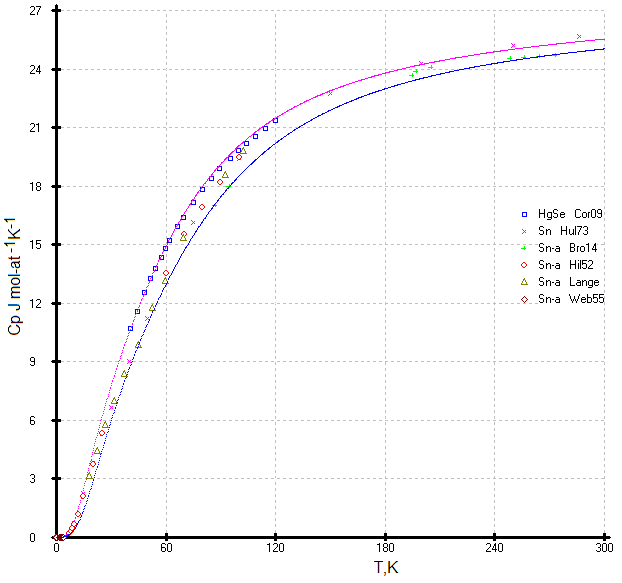 27
24
21
18
15
12
9
6
3
0
Cp J mol-at -1K-1
HgSe Cor09
Sn Hul73
Sn-a Bro14
Sn-a Hil52
Sn-a Lange
Sn-a Web55
0 60 120 180 240 300
T,K